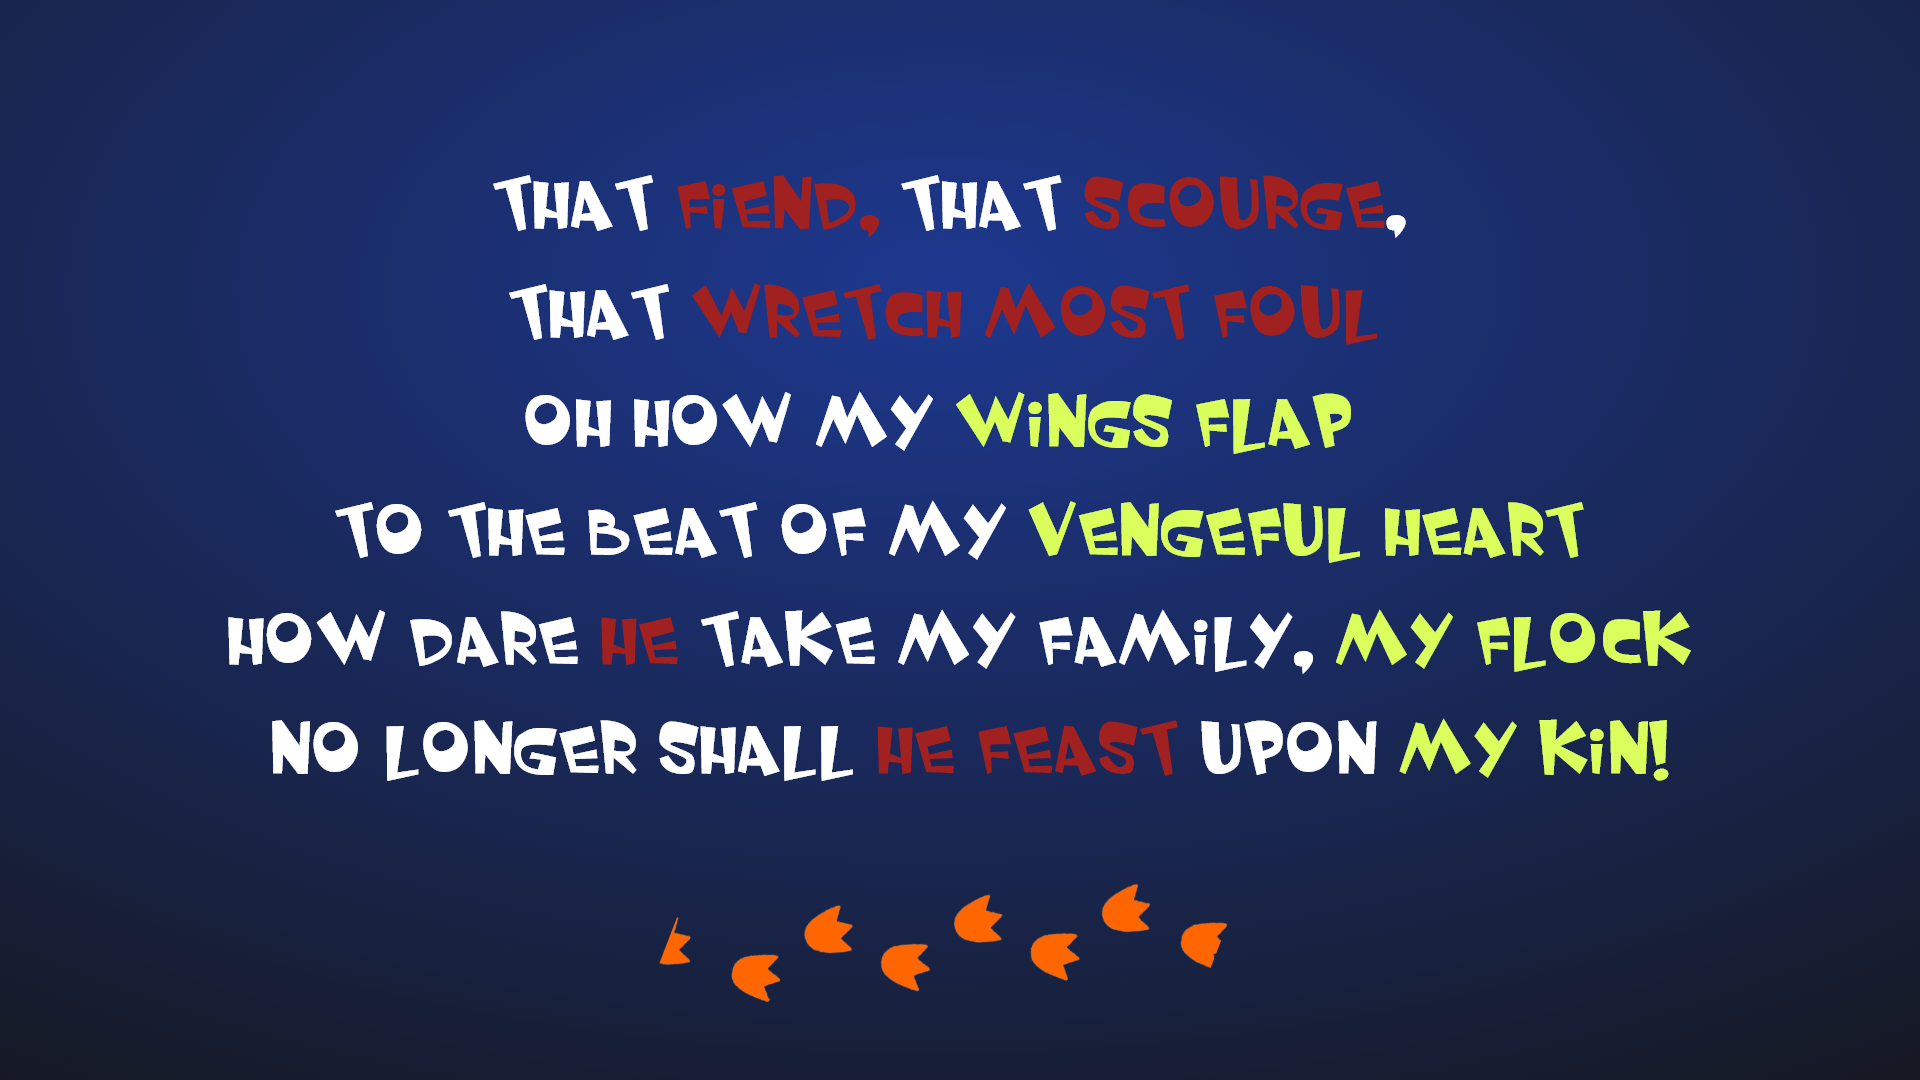 THAT FiEND, THAT SCOURGE,
THAT WRETCH MOST FOUL
OH HOW MY WiNGS FLAP
TO THE BEAT OF MY VENGEFUL HEART
HOW DARE HE TAKE MY FAMiLY, MY FLOCK
NO LONGER SHALL HE FEAST UPON MY KiN!